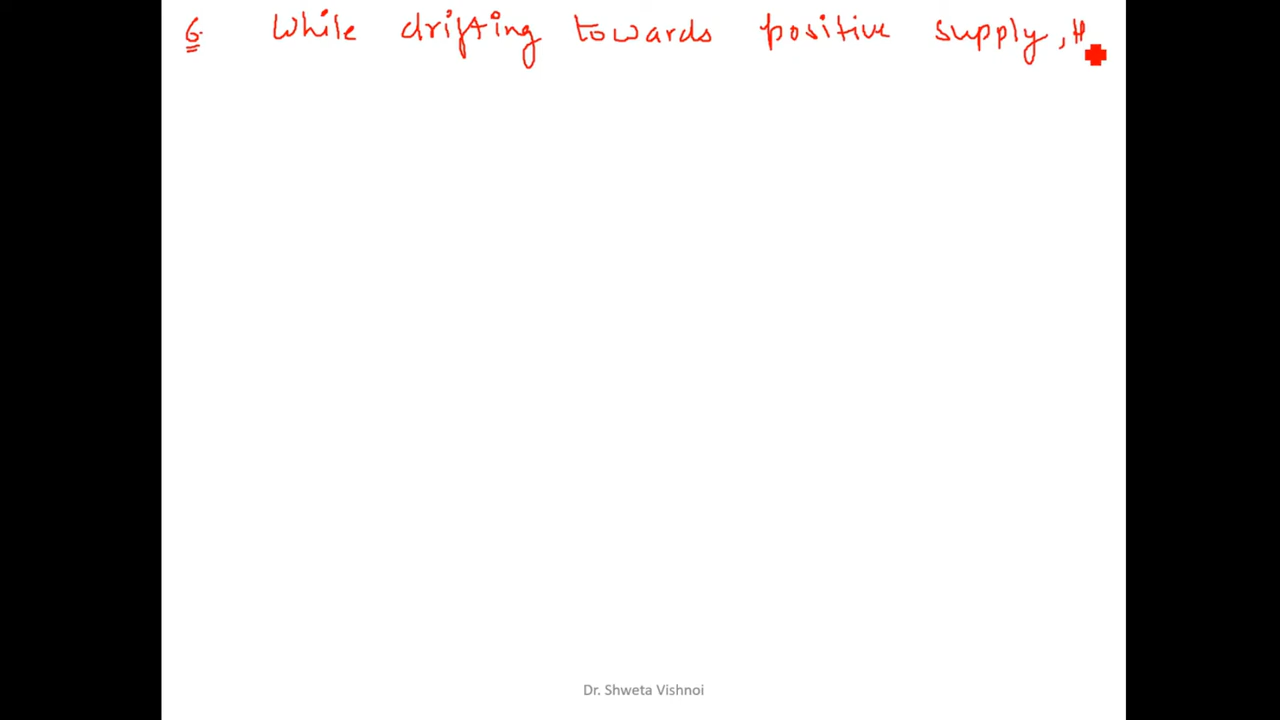 6. While drifting towards positive supply,
Dr. Shweta Vishnoi